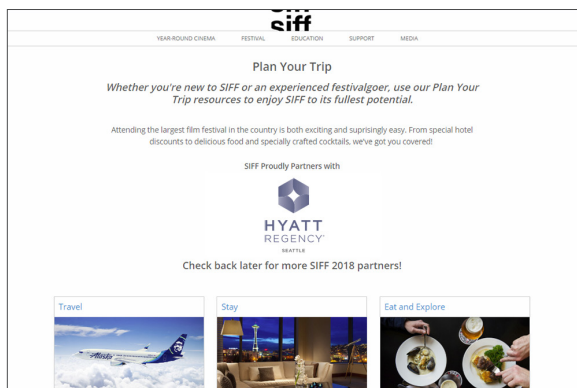 siff
YEAR-ROUND CINEMA FESTIVAL EDUCATION SUPPORT MEDIA
Plan Your Trip
Whether you're new to SIFF or an experienced festivalgoer, use our Plan Your
Trip resources to enjoy SIFF to its fullest potential.
Attending the largest film festival in the country is both exciting and suprisingly easy. From special hotel
discounts to delicious food and specially crafted cocktails, we've got you covered!
SIFF Proudly Partners with
HYATT
REGENCY
SEATTLE
Check back later for more SIFF 2018 partners!
Travel Stay Eat and Explore
Alaska